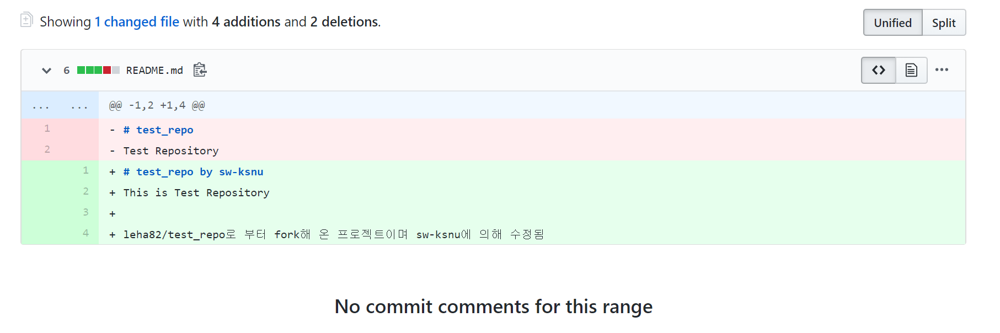 Showing 1 changed file with 4 additions and 2 deletions.
Unified Split
6 README.md
... ... @@ -1,2 +1,4 @@
1 - # test_repo
2 - Test Repository
1 + # test_repo by sw-ksnu
2 + This is Test Repository
3 +
4 + leha82/test_repo로 부터 fork해 온 프로젝트이며 sw-ksnu에 의해 수정됨
No commit comments for this range